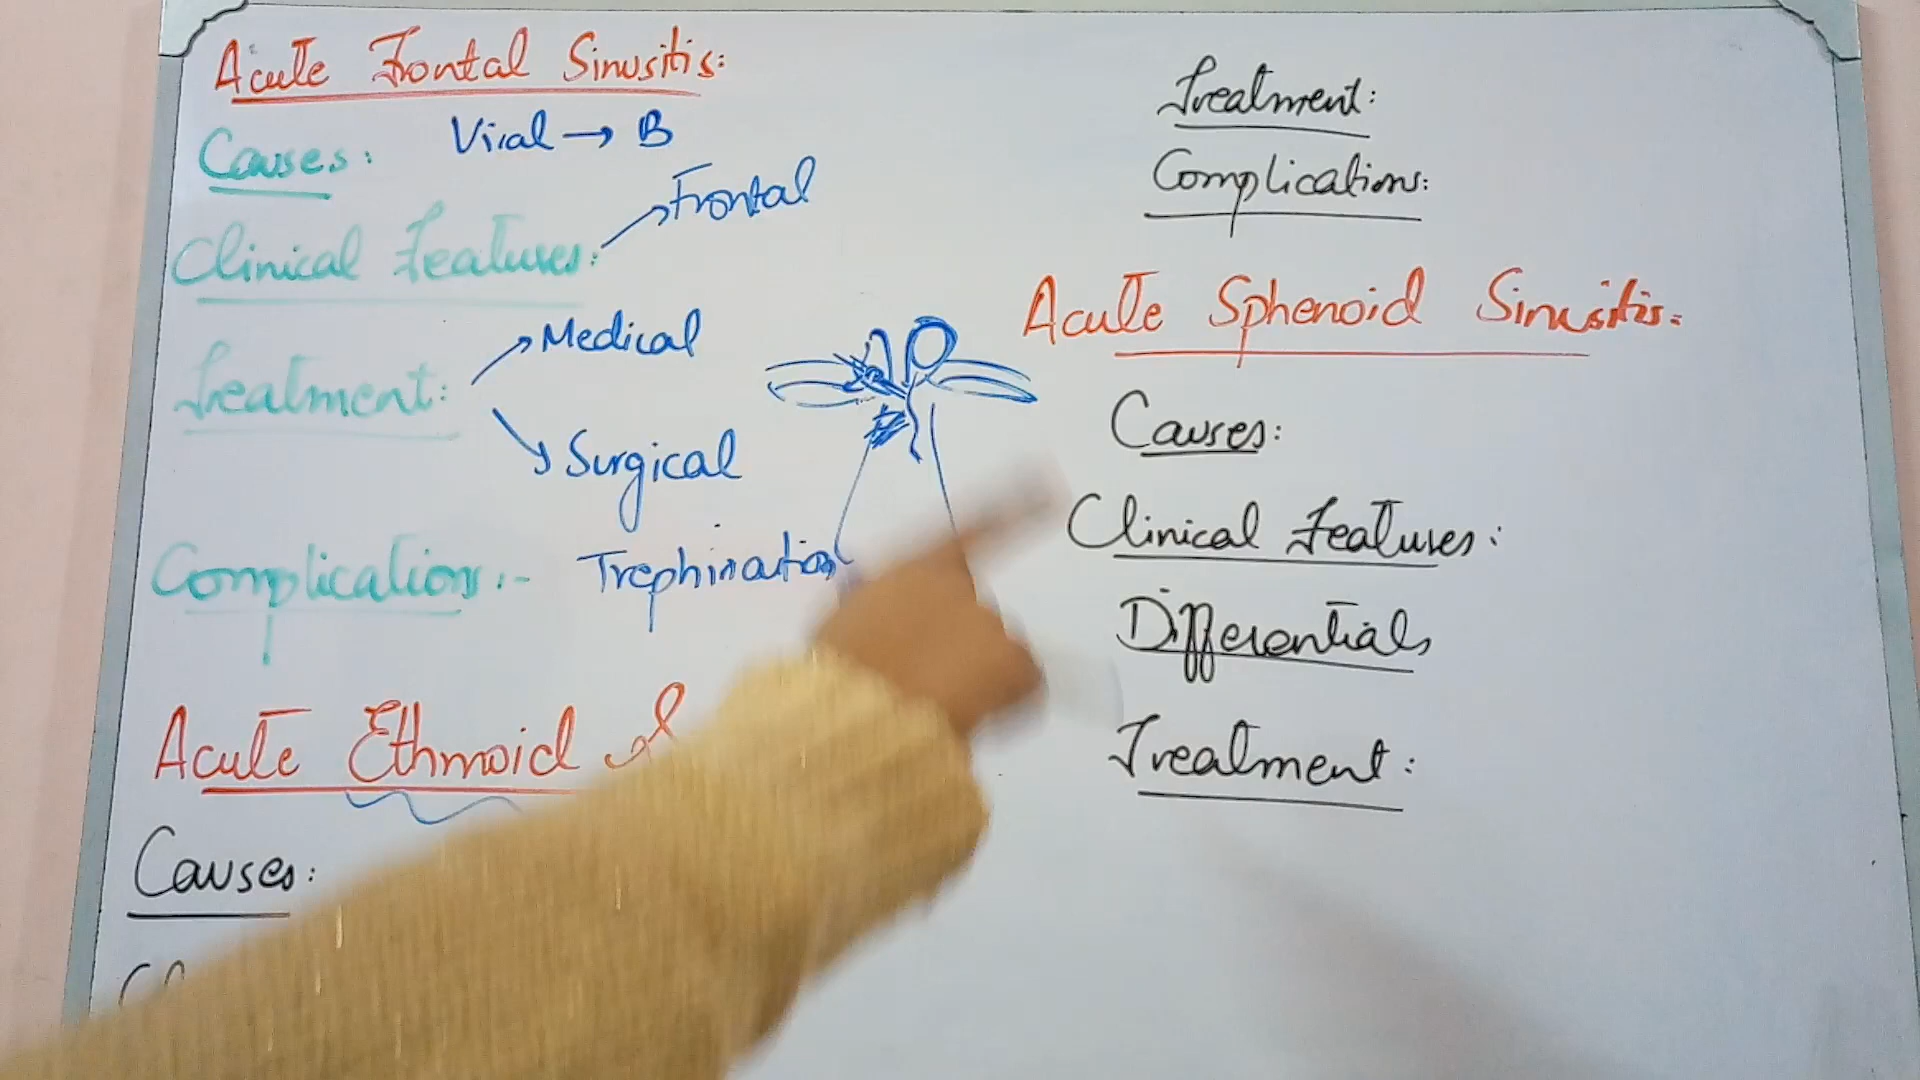 Acute Frontal Sinusitis:
Causes:
Viral → B
Clinical Features:
Frontal
Treatment:
Medical
Surgical
Complications:-
Trephination
Acute Ethmoid
Causes:
Treatment:
Complications:
Acute Sphenoid Sinusitis:
Causes:
Clinical Features:
Differentials
Treatment: